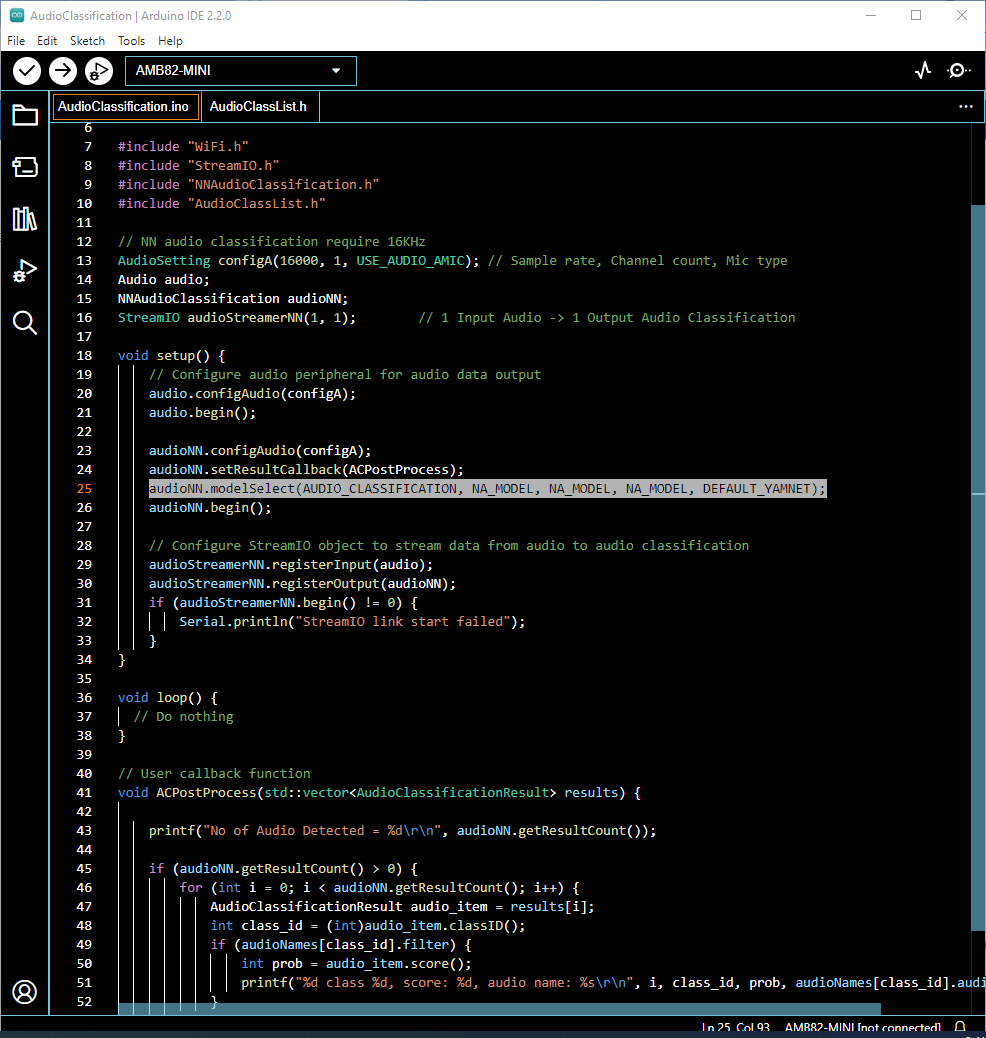 AudioClassification | Arduino IDE 2.2.0
File Edit Sketch Tools Help
AMB82-MINI
AudioClassification.ino AudioClassList.h ...
6
7 #include "WiFi.h"
8 #include "StreamIO.h"
9 #include "NNAudioClassification.h"
10 #include "AudioClassList.h"
11
12 // NN audio classification require 16KHz
13 AudioSetting configA(16000, 1, USE_AUDIO_AMIC); // Sample rate, Channel count, Mic type
14 Audio audio;
15 NNAudioClassification audioNN;
16 StreamIO audioStreamerNN(1, 1); // 1 Input Audio -> 1 Output Audio Classification
17
18 void setup() {
19 // Configure audio peripheral for audio data output
20 audio.configAudio(configA);
21 audio.begin();
22
23 audioNN.configAudio(configA);
24 audioNN.setResultCallback(ACPostProcess);
25 audioNN.modelSelect(AUDIO_CLASSIFICATION, NA_MODEL, NA_MODEL, NA_MODEL, DEFAULT_YAMNET);
26 audioNN.begin();
27
28 // Configure StreamIO object to stream data from audio to audio classification
29 audioStreamerNN.registerInput(audio);
30 audioStreamerNN.registerOutput(audioNN);
31 if (audioStreamerNN.begin() != 0) {
32 Serial.println("StreamIO link start failed");
33 }
34 }
35
36 void loop() {
37 // Do nothing
38 }
39
40 // User callback function
41 void ACPostProcess(std::vector<AudioClassificationResult> results) {
42
43 printf("No of Audio Detected = %d\r\n", audioNN.getResultCount());
44
45 if (audioNN.getResultCount() > 0) {
46 for (int i = 0; i < audioNN.getResultCount(); i++) {
47 AudioClassificationResult audio_item = results[i];
48 int class_id = (int)audio_item.classID();
49 if (audioNames[class_id].filter) {
50 int prob = audio_item.score();
51 printf("%d class %d, score: %d, audio name: %s\r\n", i, class_id, prob, audioNames[class_id].audi
52 }
Ln 25, Col 93 AMB82-MINI [not connected]